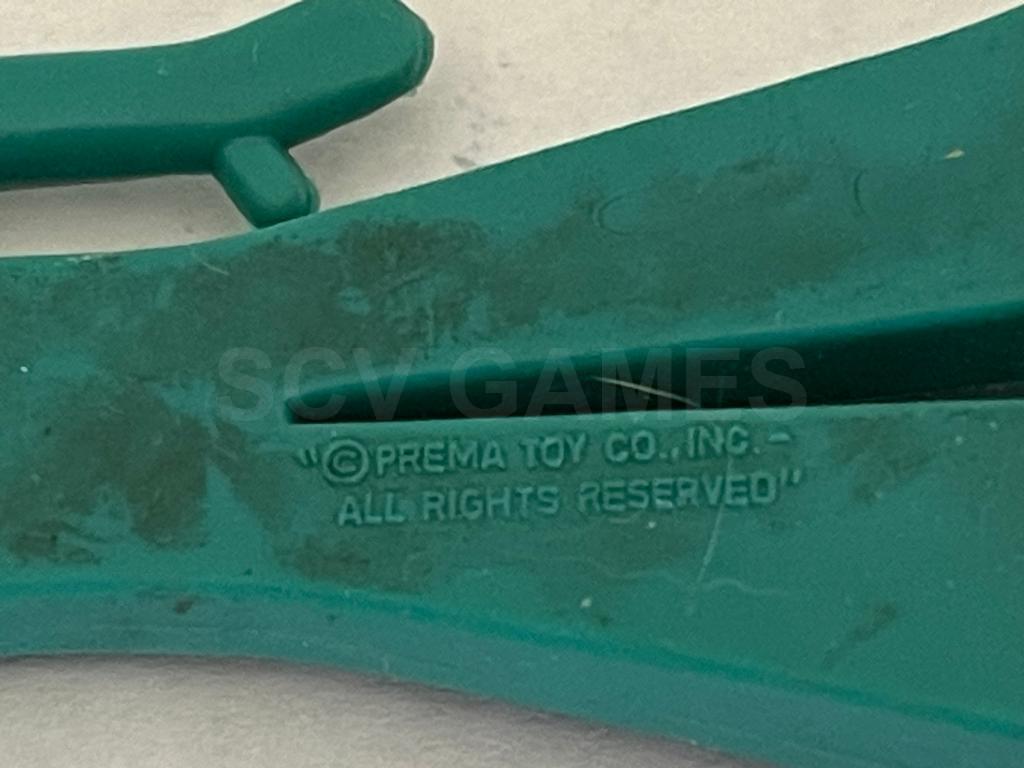 SCV GAMES
"©PREMA TOY CO., INC. -
ALL RIGHTS RESERVED"